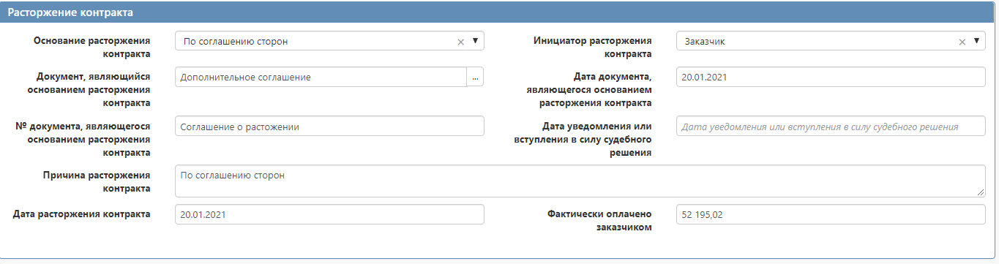 Расторжение контракта
Основание расторжения
контракта
По соглашению сторон
Инициатор расторжения
контракта
Заказчик
Документ, являющийся
основанием расторжения
контракта
Дополнительное соглашение
...
Дата документа,
являющегося основанием
расторжения контракта
20.01.2021
№ документа, являющегося
основанием расторжения
контракта
Соглашение о растожении
Дата уведомления или
вступления в силу судебного
решения
Дата уведомления или вступления в силу судебного решения
Причина расторжения
контракта
По соглашению сторон
Дата расторжения контракта
20.01.2021
Фактически оплачено
заказчиком
52 195,02